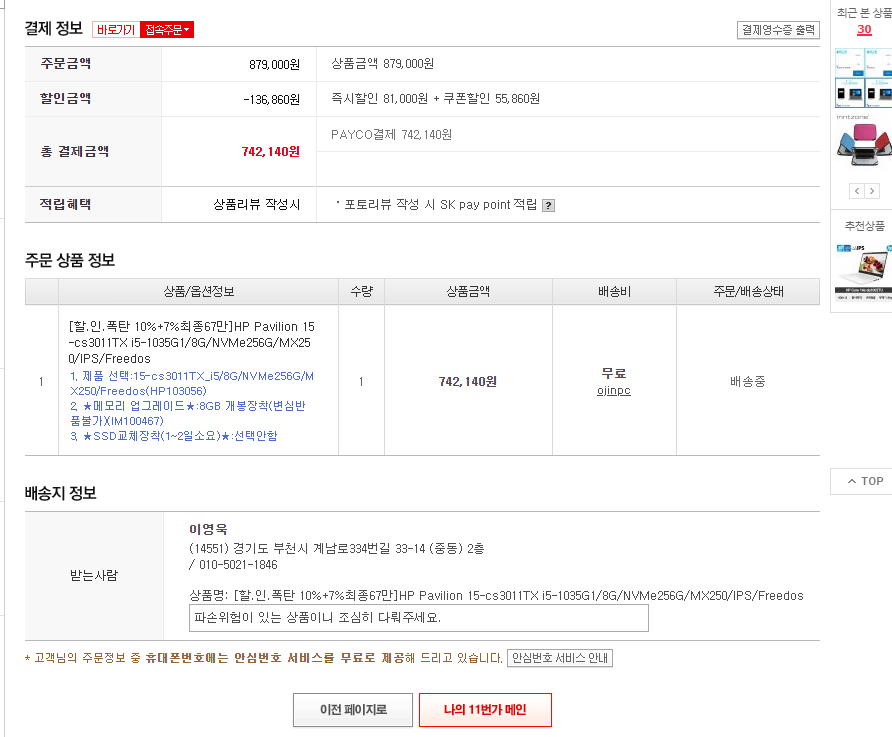 결제 정보 바로가기 접속주문
결제영수증 출력
주문금액 879,000원 상품금액 879,000원
할인금액 -136,860원 즉시할인 81,000원 + 쿠폰할인 55,860원
총 결제금액 742,140원 PAYCO결제 742,140원
적립혜택 상품리뷰 작성시 · 포토리뷰 작성 시 SK pay point 적립 ?
주문 상품 정보
상품/옵션정보 수량 상품금액 배송비 주문/배송상태
1
[할.인.폭탄 10%+7%최종67만]HP Pavilion 15
-cs3011TX i5-1035G1/8G/NVMe256G/MX25
0/IPS/Freedos
1. 제품 선택:15-cs3011TX_i5/8G/NVMe256G/M
X250/Freedos(HP103056)
2. ★메모리 업그레이드★:8GB 개봉장착(변심반
품불가)(IM100467)
3. ★SSD교체장착(1~2일소요)★:선택안함
1
742,140원
무료
ojinpc
배송중
배송지 정보
받는사람
이영욱
(14551) 경기도 부천시 계남로334번길 33-14 (중동) 2층
/ 010-5021-1846
상품명: [할.인.폭탄 10%+7%최종67만]HP Pavilion 15-cs3011TX i5-1035G1/8G/NVMe256G/MX250/IPS/Freedos
파손위험이 있는 상품이니 조심히 다뤄주세요.
* 고객님의 주문정보 중 휴대폰번호에는 안심번호 서비스를 무료로 제공해 드리고 있습니다. 안심번호 서비스 안내
이전 페이지로 나의 11번가 메인
최근 본 상품
30
mintzone
< >
추천상품
TOP